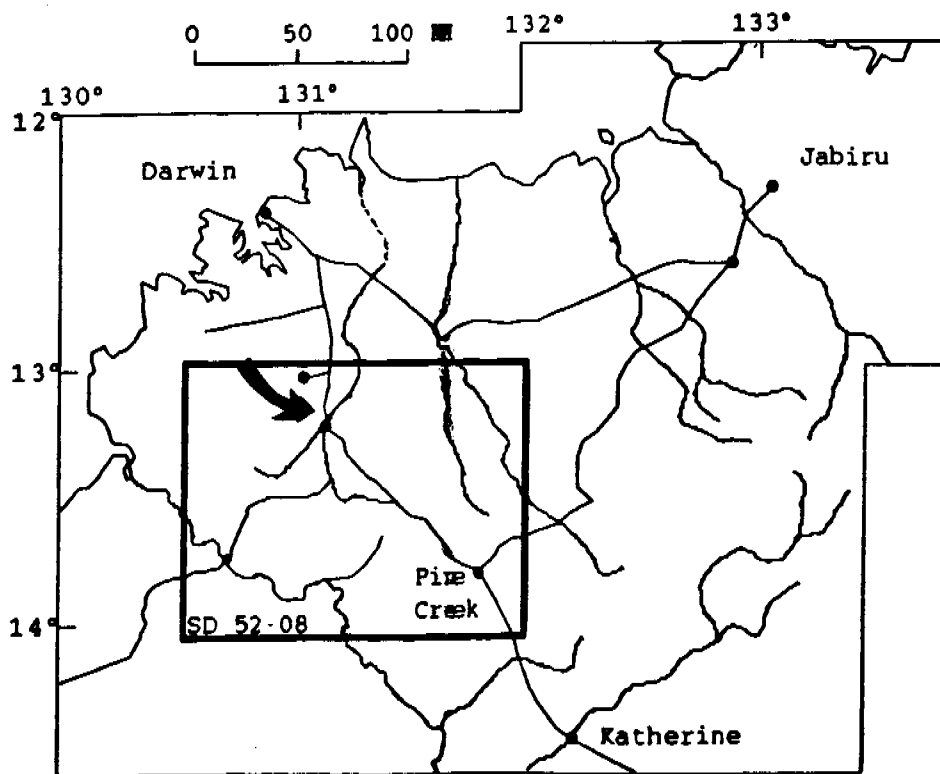 0 50 100
132° 133°
130° 131°
12°
Darwin
Jabiru
13°
Pine
Creek
SD 52-08
14°
Katherine